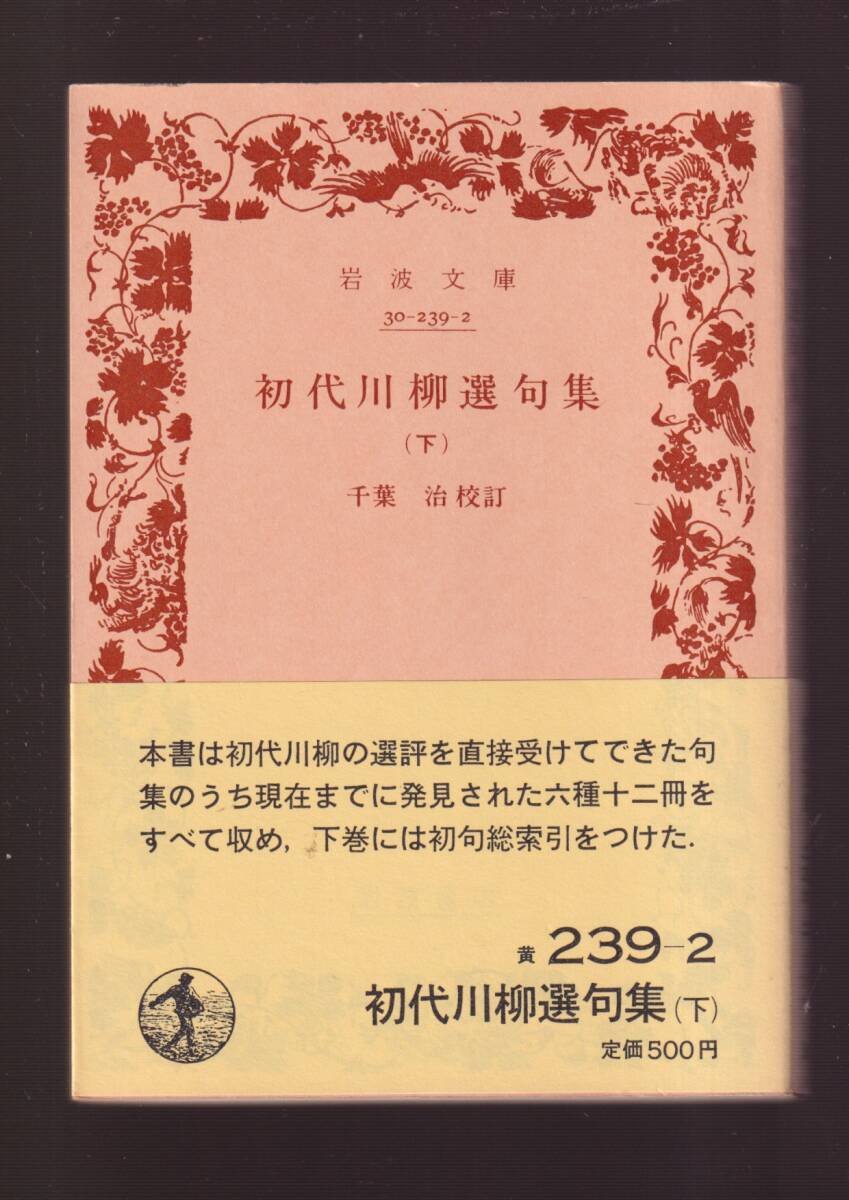 岩波文庫
30-239-2
初代川柳選句集
(下)
千葉 治校訂
本書は初代川柳の選評を直接受けてできた句
集のうち現在までに発見された六種十二冊を
すべて収め, 下巻には初句総索引をつけた.
黄 239-2
初代川柳選句集(下)
定価500円